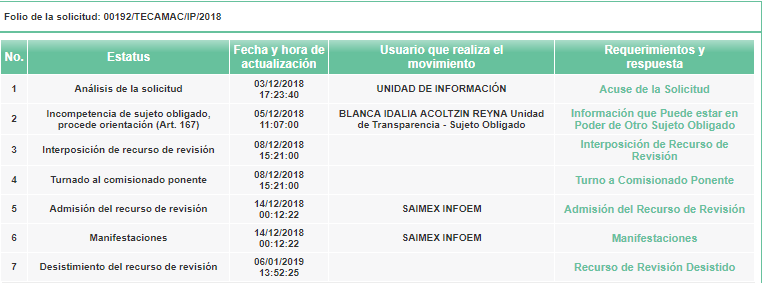 Folio de la solicitud: 00192/TECAMAC/IP/2018
No. Estatus Fecha y hora de actualización Usuario que realiza el movimiento Requerimientos y respuesta
1 Análisis de la solicitud 03/12/2018 17:23:40 UNIDAD DE INFORMACIÓN Acuse de la Solicitud
2 Incompetencia de sujeto obligado, procede orientación (Art. 167) 05/12/2018 11:07:00 BLANCA IDALIA ACOLTZIN REYNA Unidad de Transparencia - Sujeto Obligado Información que Puede estar en Poder de Otro Sujeto Obligado
3 Interposición de recurso de revisión 08/12/2018 15:21:00 Interposición de Recurso de Revisión
4 Turnado al comisionado ponente 08/12/2018 15:21:00 Turno a Comisionado Ponente
5 Admisión del recurso de revisión 14/12/2018 00:12:22 SAIMEX INFOEM Admisión del Recurso de Revisión
6 Manifestaciones 14/12/2018 00:12:22 SAIMEX INFOEM Manifestaciones
7 Desistimiento del recurso de revisión 06/01/2019 13:52:25 Recurso de Revisión Desistido